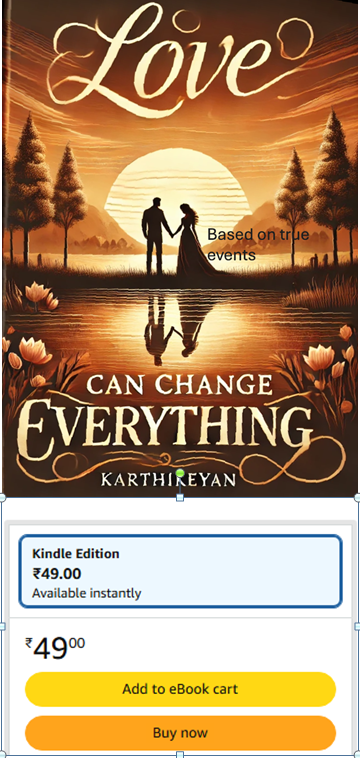 Love
Based on true
events
CAN CHANGE
EVERYTHING
KARTHIKEYAN
Kindle Edition
₹49.00
Available instantly
₹4900
Add to eBook cart
Buy now